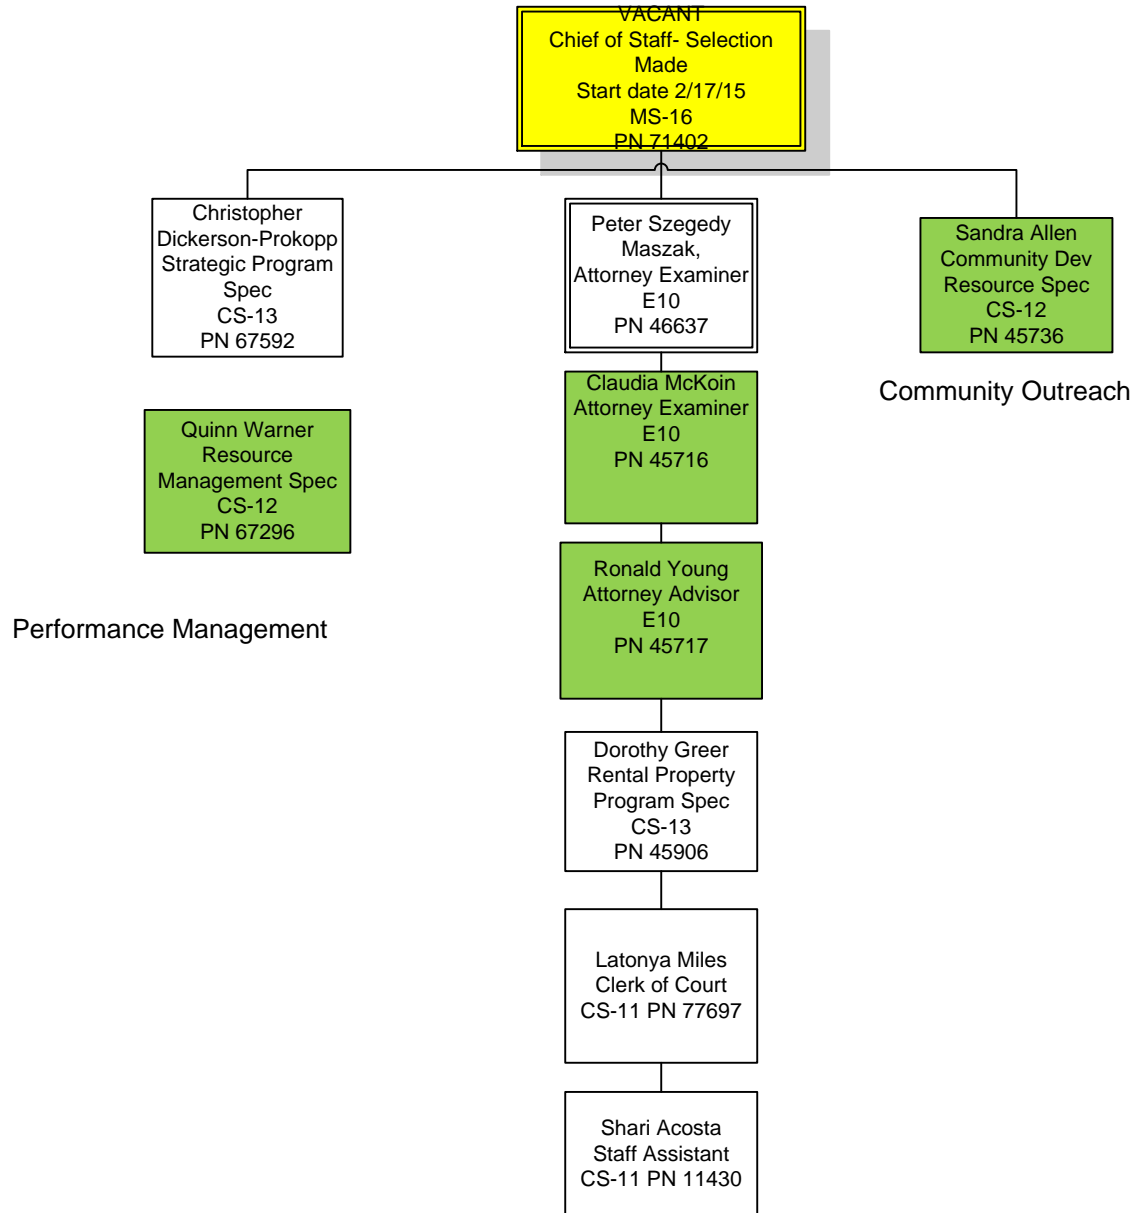 VACANT
Chief of Staff- Selection
Made
Start date 2/17/15
MS-16
PN 71402
Christopher
Dickerson-Prokopp
Strategic Program
Spec
CS-13
PN 67592
Peter Szegedy
Maszak,
Attorney Examiner
E10
PN 46637
Sandra Allen
Community Dev
Resource Spec
CS-12
PN 45736
Community Outreach
Claudia McKoin
Attorney Examiner
E10
PN 45716
Quinn Warner
Resource
Management Spec
CS-12
PN 67296
Performance Management
Ronald Young
Attorney Advisor
E10
PN 45717
Dorothy Greer
Rental Property
Program Spec
CS-13
PN 45906
Latonya Miles
Clerk of Court
CS-11 PN 77697
Shari Acosta
Staff Assistant
CS-11 PN 11430